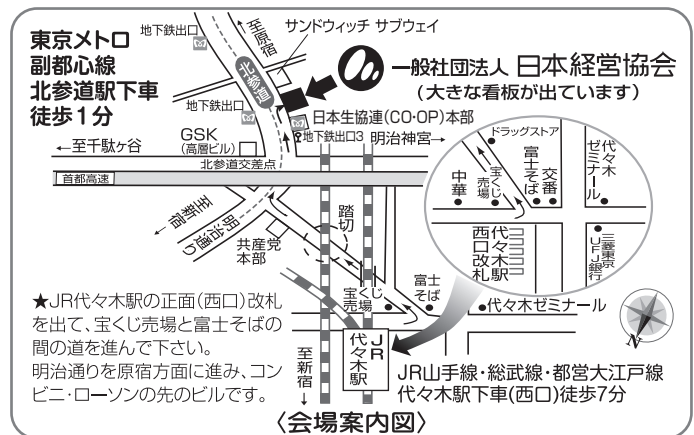 東京メトロ
副都心線
北参道駅下車
徒歩1分
地下鉄出口
至原宿
サンドウィッチ サブウェイ
北参道
一般社団法人 日本経営協会
(大きな看板が出ています)
地下鉄出口
日本生協連(CO・OP)本部
地下鉄出口3
明治神宮→
GSK
(高層ビル)
←至千駄ヶ谷
北参道交差点
首都高速
至新宿
明治通り
共産党
本部
踏切
ドラッグストア
中華
宝くじ
売場
富士そば
交番
代々木
ゼミナール
代々木駅
西口改札
三菱東京
UFJ銀行
宝くじ
売場
富士
そば
代々木ゼミナール
★JR代々木駅の正面(西口)改札
を出て、宝くじ売場と富士そばの
間の道を進んで下さい。
明治通りを原宿方面に進み、コン
ビニ・ローソンの先のビルです。
至新宿
JR
代々木駅
N
JR山手線・総武線・都営大江戸線
代々木駅下車(西口)徒歩7分
〈会場案内図〉